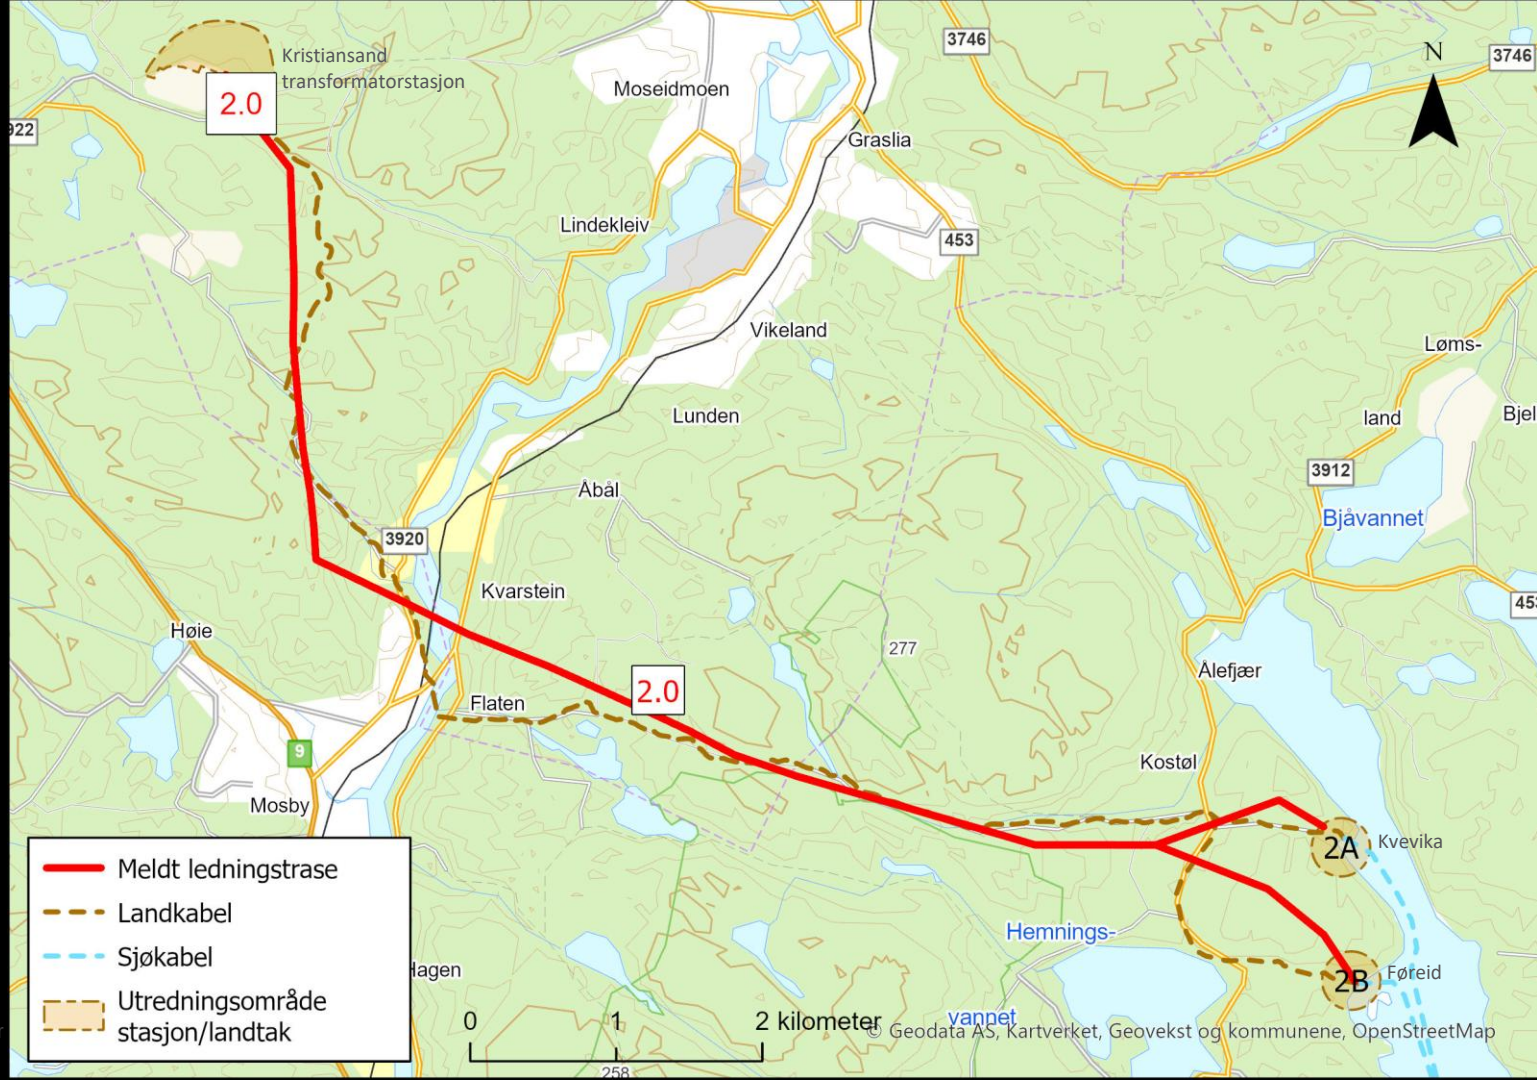 3746
3746
N
Kristiansand
transformatorstasjon
2.0
922
Moseidmoen
Graslia
Lindekleiv
453
Vikeland
Løms-
land
Bjel
Lunden
3912
Åbål
Bjåvannet
3920
Kvarstein
453
Høie
277
Ålefjær
2.0
Flaten
9
Kostøl
Mosby
2A
Kvevika
Hemnings-
vannet
Hagen
2B
Føreid
Meldt ledningstrase
Landkabel
Sjøkabel
Utredningsområde
stasjon/landtak
0 1 2 kilometer
© Geodata AS, Kartverket, Geovekst og kommunene, OpenStreetMap
258